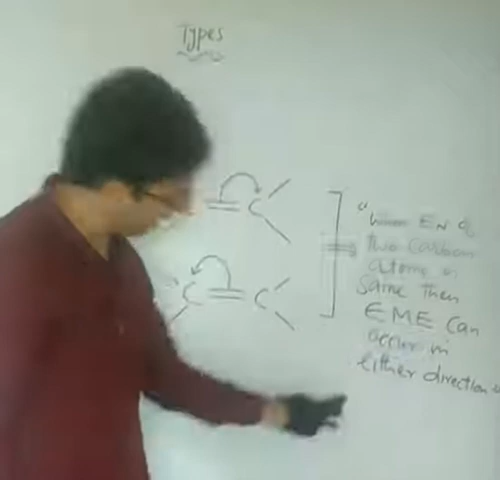 Types
C
C C
"When EN of
two carbon
atoms is
same then
EME can
occur in
either direction"